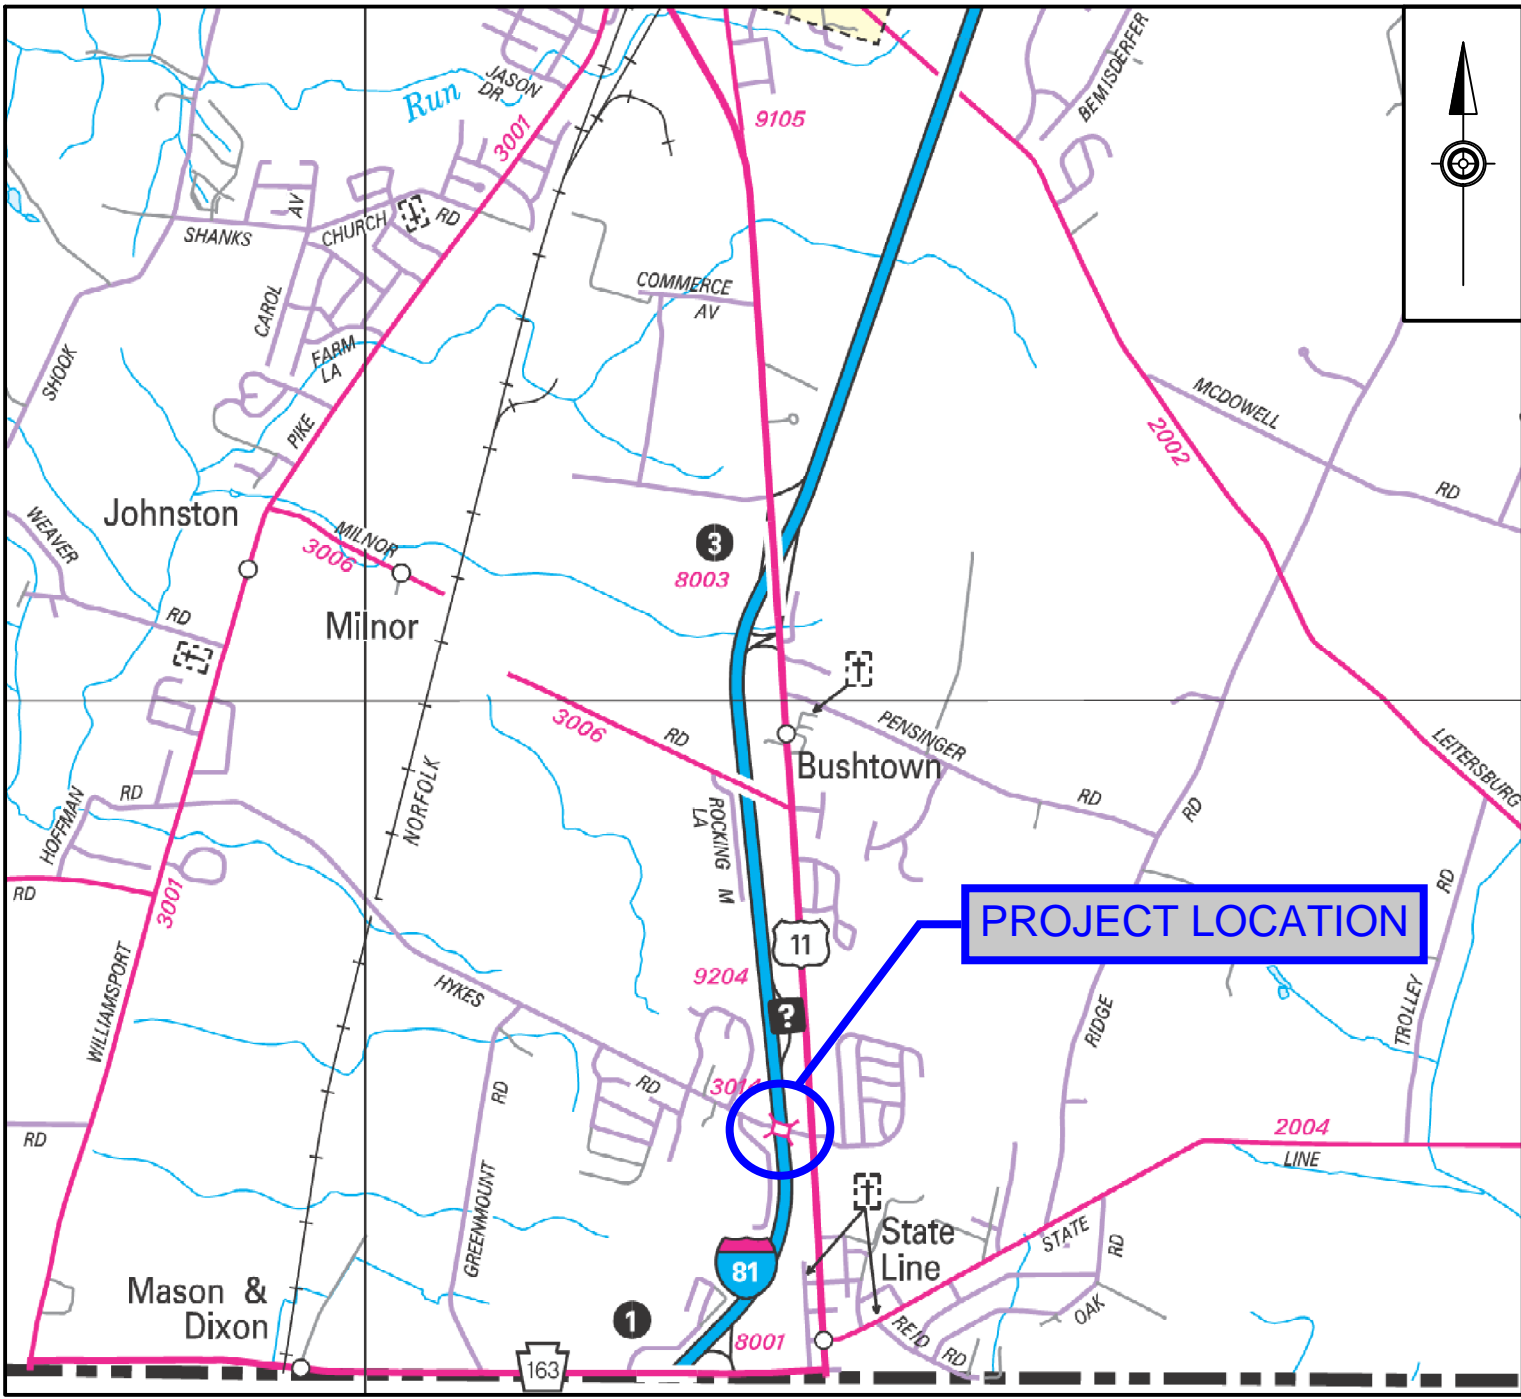 BEMISDERFER
JASON
DR
Run
3001
9105
AV
SHANKS
CHURCH
RD
CAROL
COMMERCE
AV
FARM
LA
SHOOK
PIKE
MCDOWELL
RD
2002
Johnston
WEAVER
MILNOR
3006
3
8003
RD
Milnor
3006
RD
PENSINGER
Bushtown
RD
RD
LEITERSBURG
NORFOLK
RD
HOFFMAN
ROCKING M
LA
RD
3001
RD
PROJECT LOCATION
11
9204
HYKES
?
WILLIAMSPORT
RIDGE
TROLLEY
RD
RD
3014
RD
2004
LINE
GREENMOUNT
State
Line
STATE
RD
81
Mason &
Dixon
1
8001
REID
RD
OAK
163